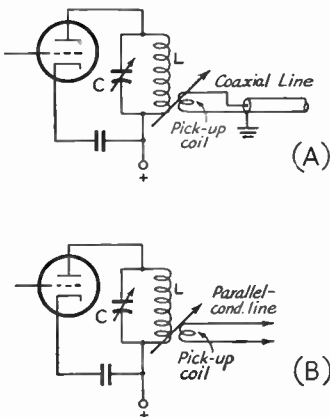 L
C
Coaxial Line
Pick-up
coil
+
(A)
L
C
Parallel-
cond. line
Pick-up
coil
+
(B)